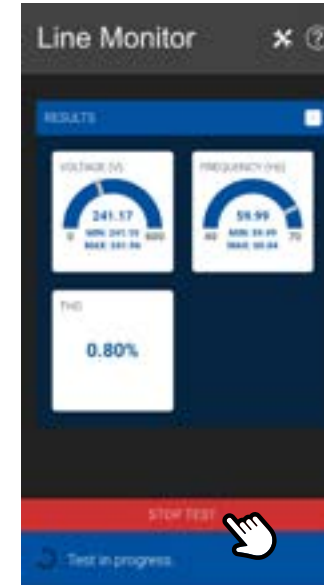 Line Monitor
RESULTS
VOLTAGE (V)
241.17
0
600
FREQUENCY (Hz)
59.99
40
70
THD
0.80%
STOP TEST
Test in progress.